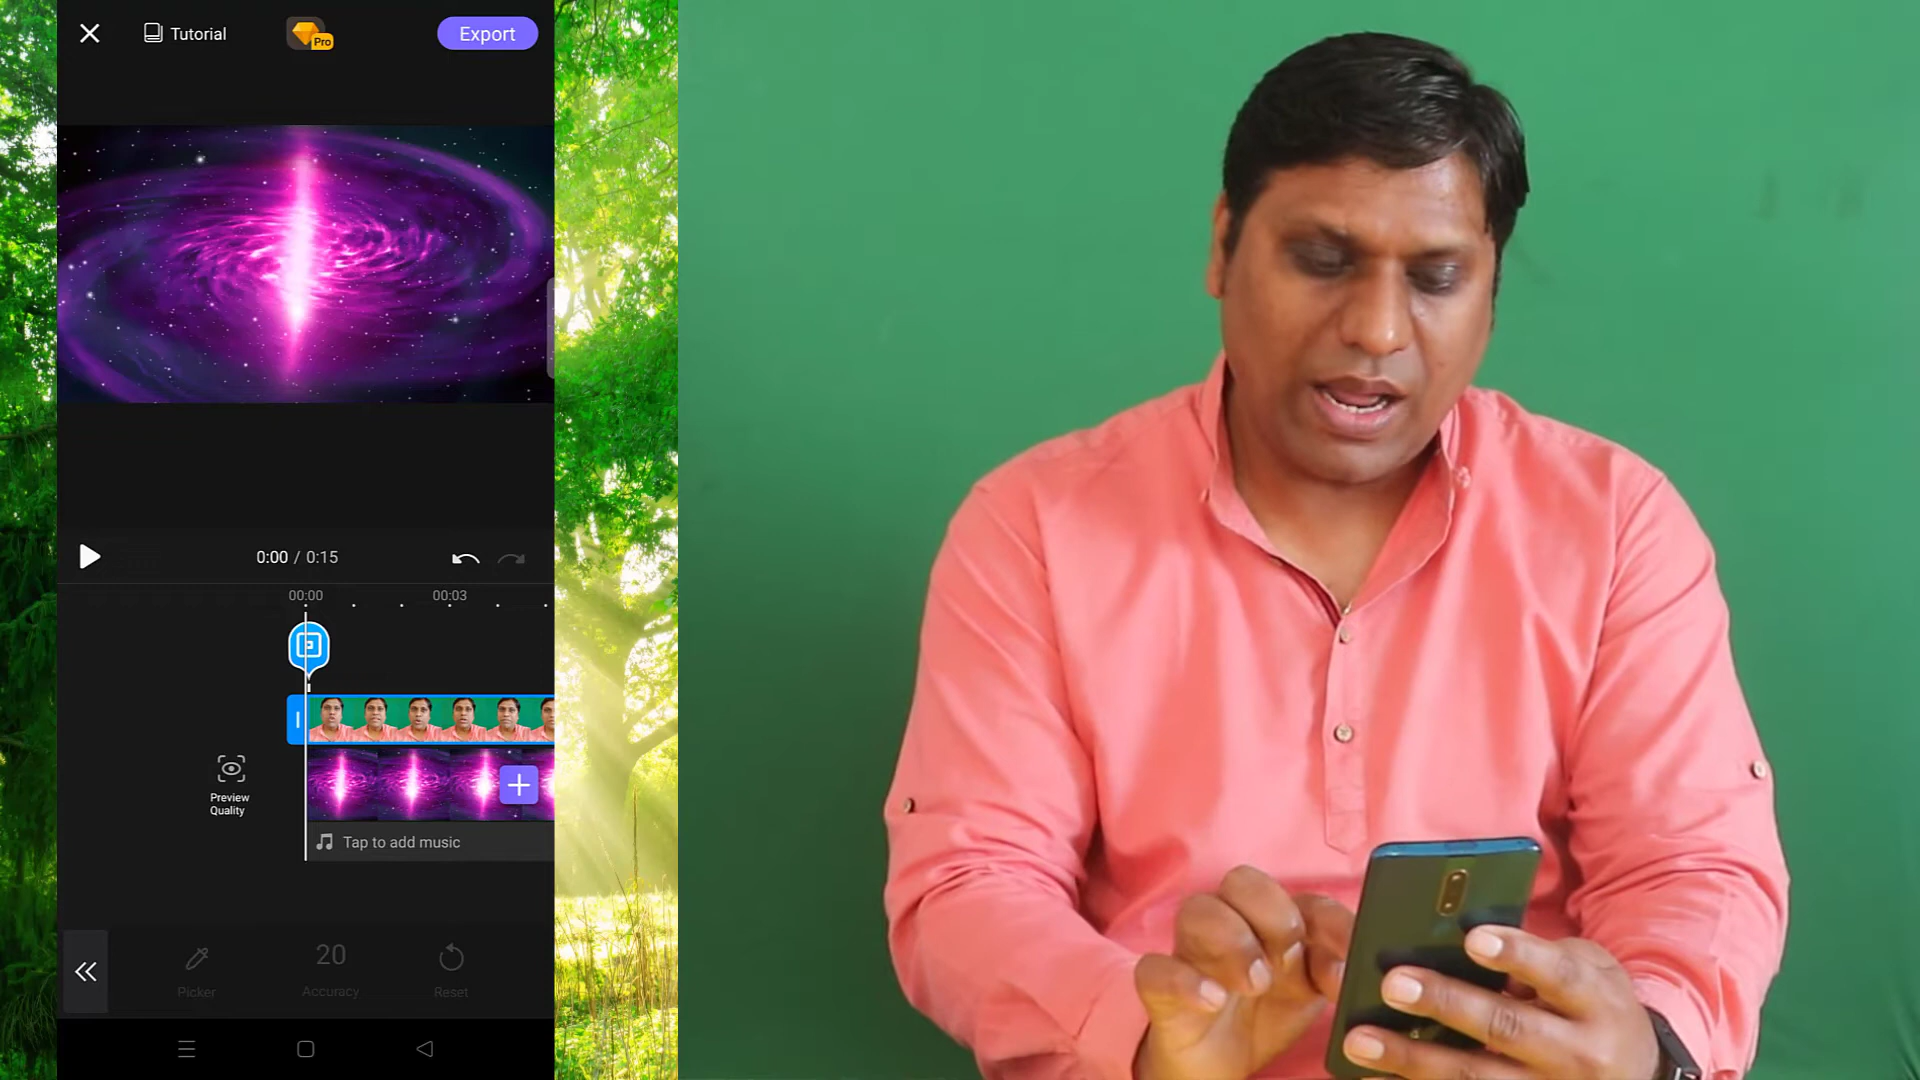 Tutorial
Pro
Export
0:00 / 0:15
00:00
00:03
Preview
Quality
Tap to add music
20
Picker
Accuracy
Reset